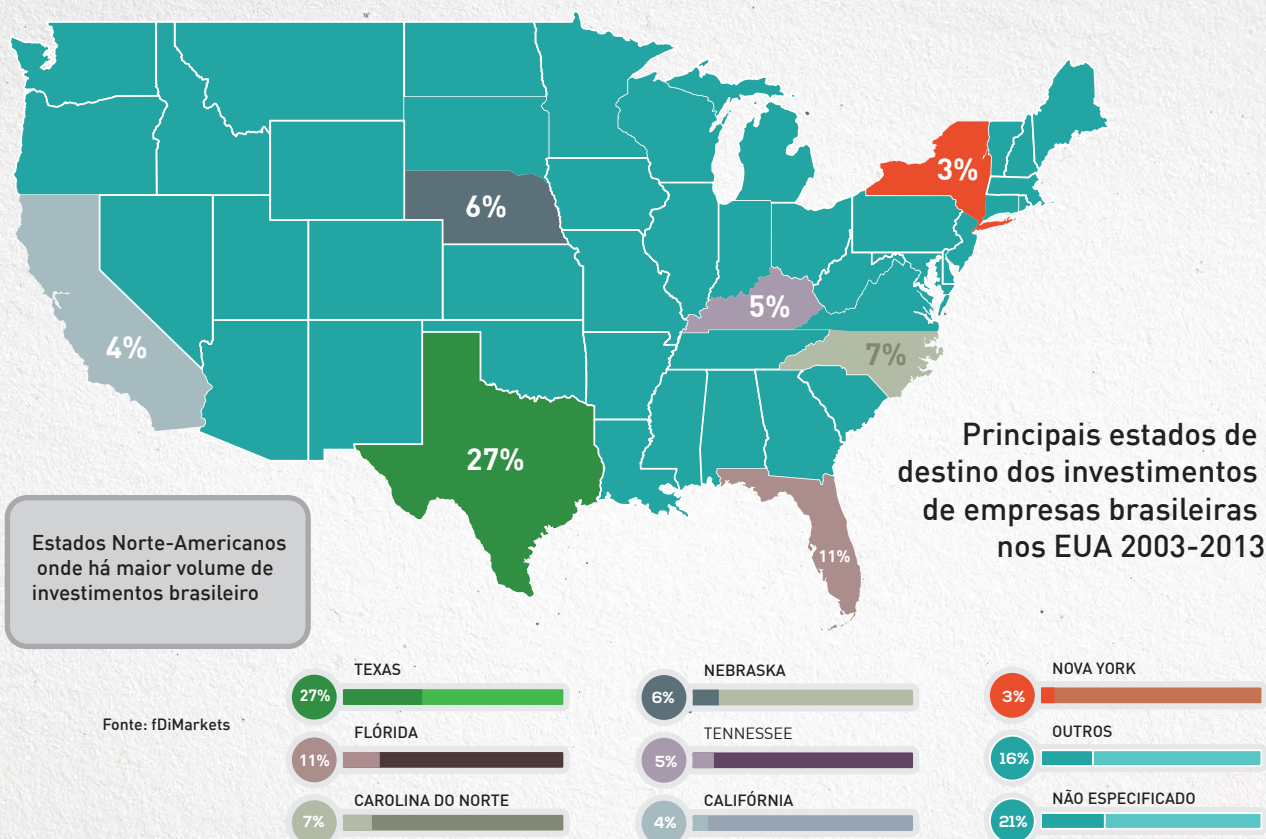 3%
6%
5%
7%
4%
27%
11%
Principais estados de
destino dos investimentos
de empresas brasileiras
nos EUA 2003-2013
Estados Norte-Americanos
onde há maior volume de
investimentos brasileiro
Fonte: fDiMarkets
TEXAS
27%
FLÓRIDA
11%
CAROLINA DO NORTE
7%
NEBRASKA
6%
TENNESSEE
5%
CALIFÓRNIA
4%
NOVA YORK
3%
OUTROS
16%
NÃO ESPECIFICADO
21%